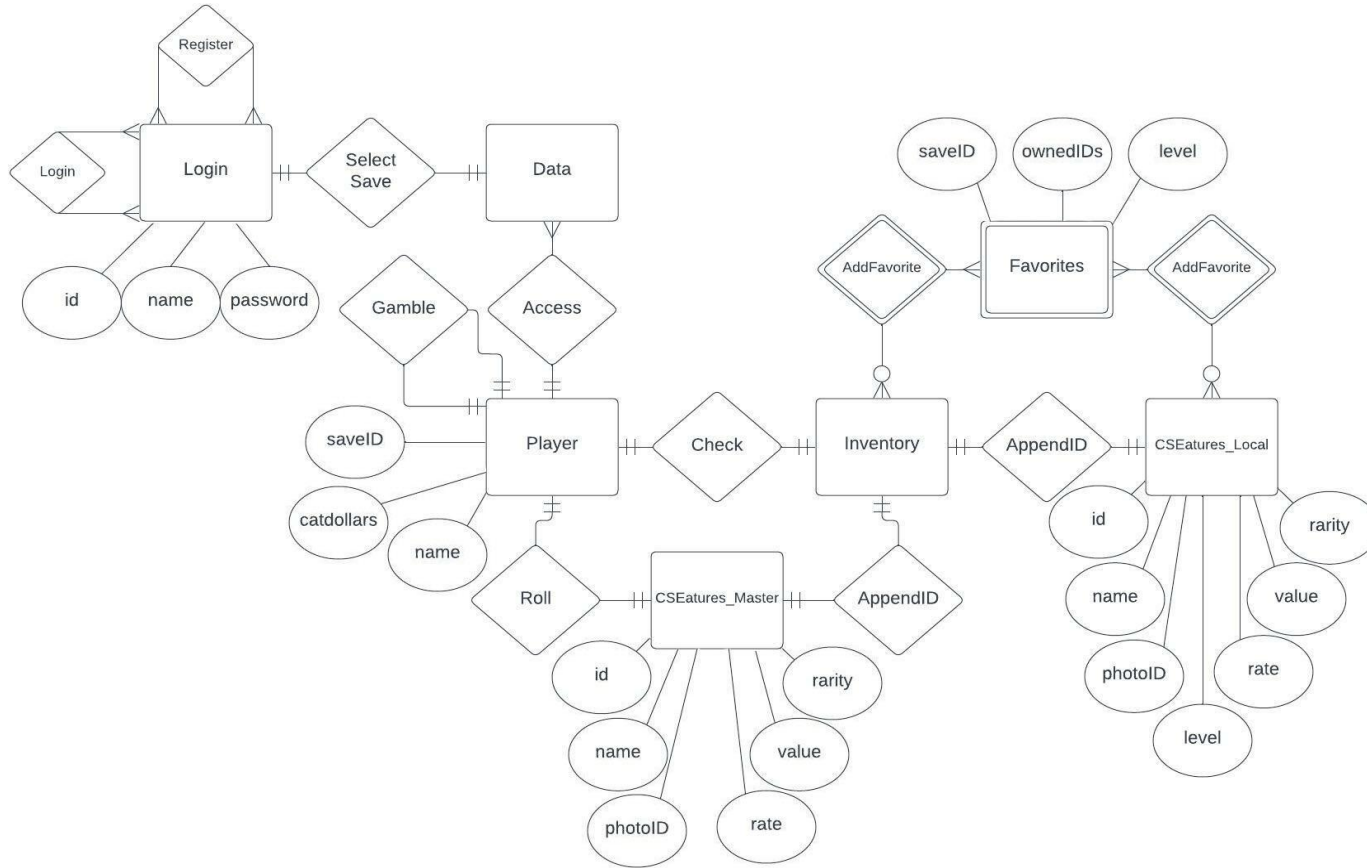 Register
Login
Login
Select
Save
Data
id
name
password
saveID
ownedIDs
level
AddFavorite
Favorites
AddFavorite
Gamble
Access
saveID
Player
Check
Inventory
AppendID
CSEatures_Local
catdollars
name
id
rarity
Roll
CSEatures_Master
AppendID
name
value
id
rarity
photoID
rate
name
value
level
photoID
rate